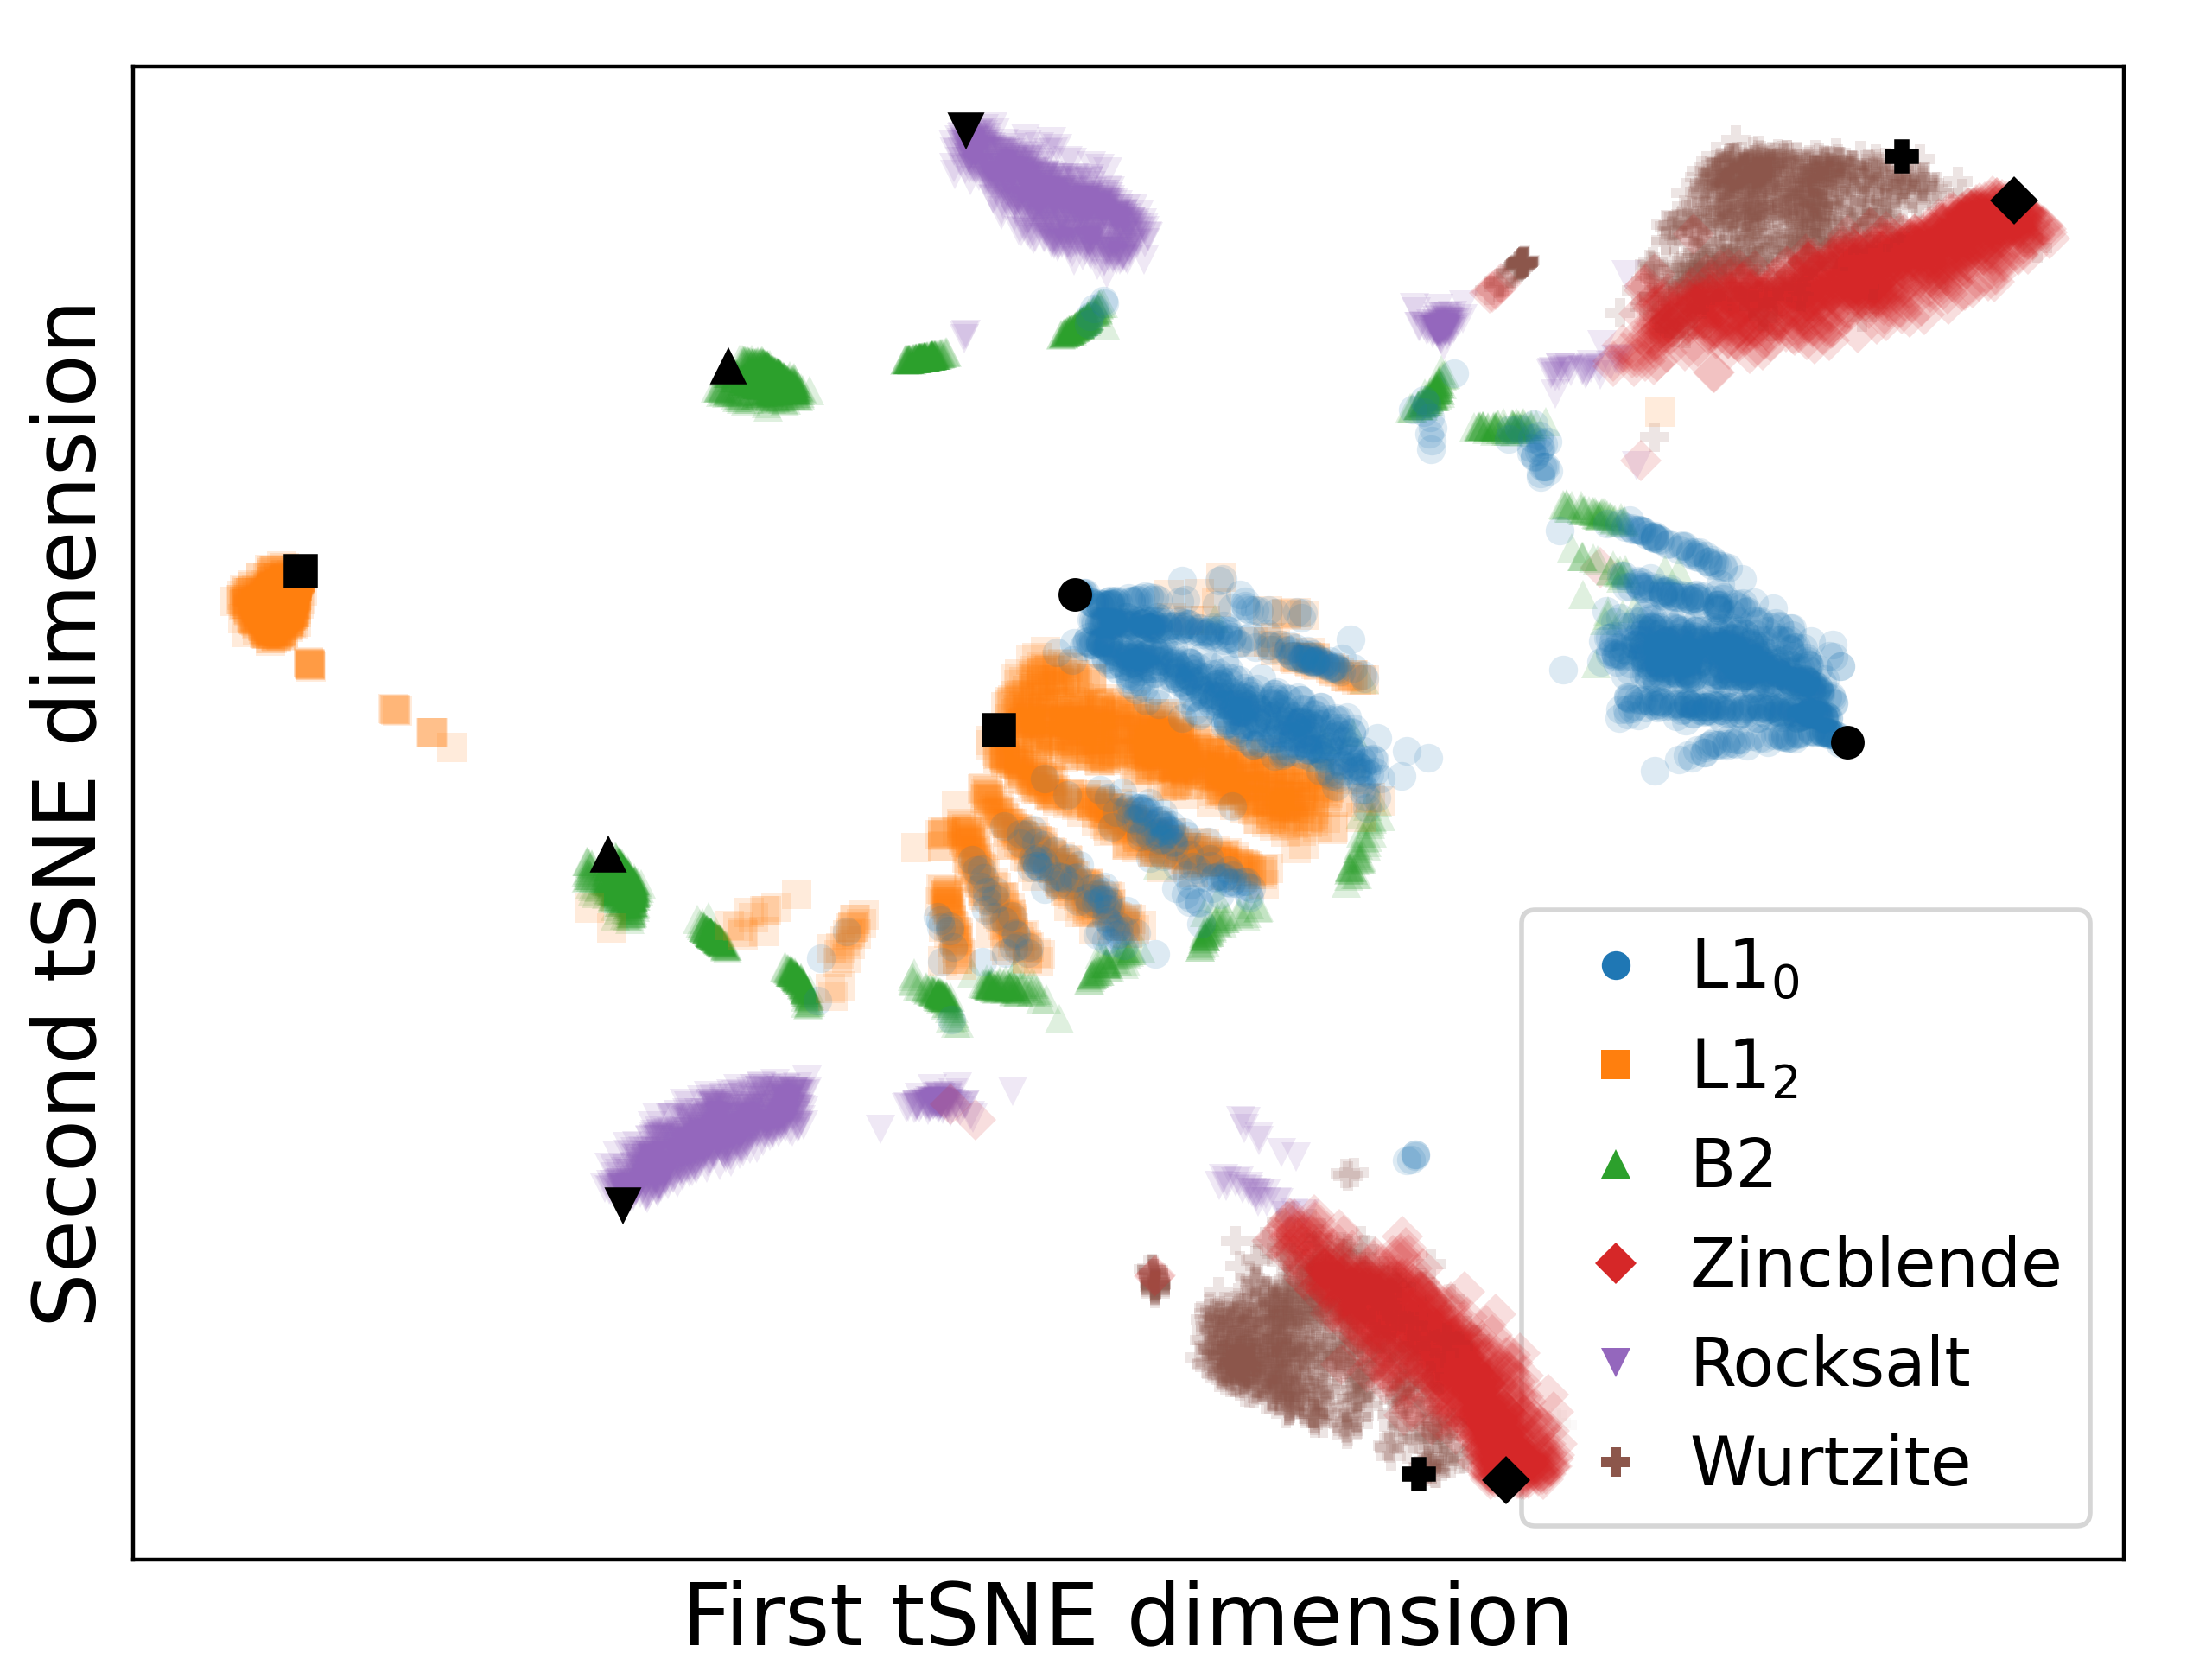 Second tSNE dimension
L1₀
L1₂
B2
Zincblende
Rocksalt
Wurtzite
First tSNE dimension